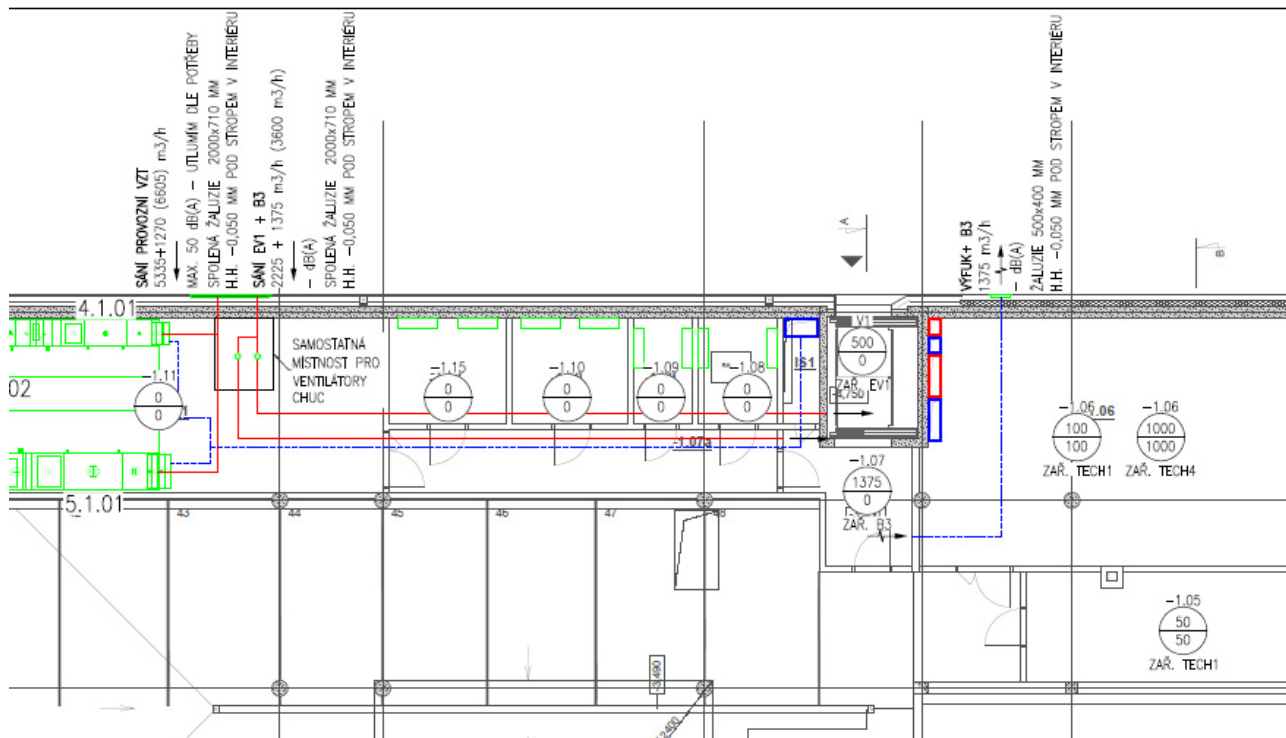 SÁNÍ PROVOZNÍ VZT
5335+1270 (6605) m3/h
MAX. 50 dB(A) – UTLUMÍM DLE POTŘEBY
SPOLENÁ ŽALUZIE 2000x710 MM
H.H. -0,050 MM POD STROPEM V INTERIÉRU
SÁNÍ EV1 + B3
2225 + 1375 m3/h (3600 m3/h)
– dB(A)
SPOLENÁ ŽALUZIE 2000x710 MM
H.H. -0,050 MM POD STROPEM V INTERIÉRU
VÝFUK+ B3
1375 m3/h
– dB(A)
ŽALUZIE 500x400 MM
H.H. -0,050 MM POD STROPEM V INTERIÉRU
A
B
4.1.01
02
5.1.01
SAMOSTATNÁ
MÍSTNOST PRO
VENTILÁTORY
CHUC
-1.11
0
0
-1.15
0
0
-1.10
0
0
-1.09
0
0
-1.08
0
0
IS1
V1
500
0
ZAŘ. EV1
-1.07a
-1.07
1375
0
ZAŘ. B3
-1.06
100
100
ZAŘ. TECH1
-1.06
1000
1000
ZAŘ. TECH4
-1.05
50
50
ZAŘ. TECH1
43
44
45
46
47
48
-3,490